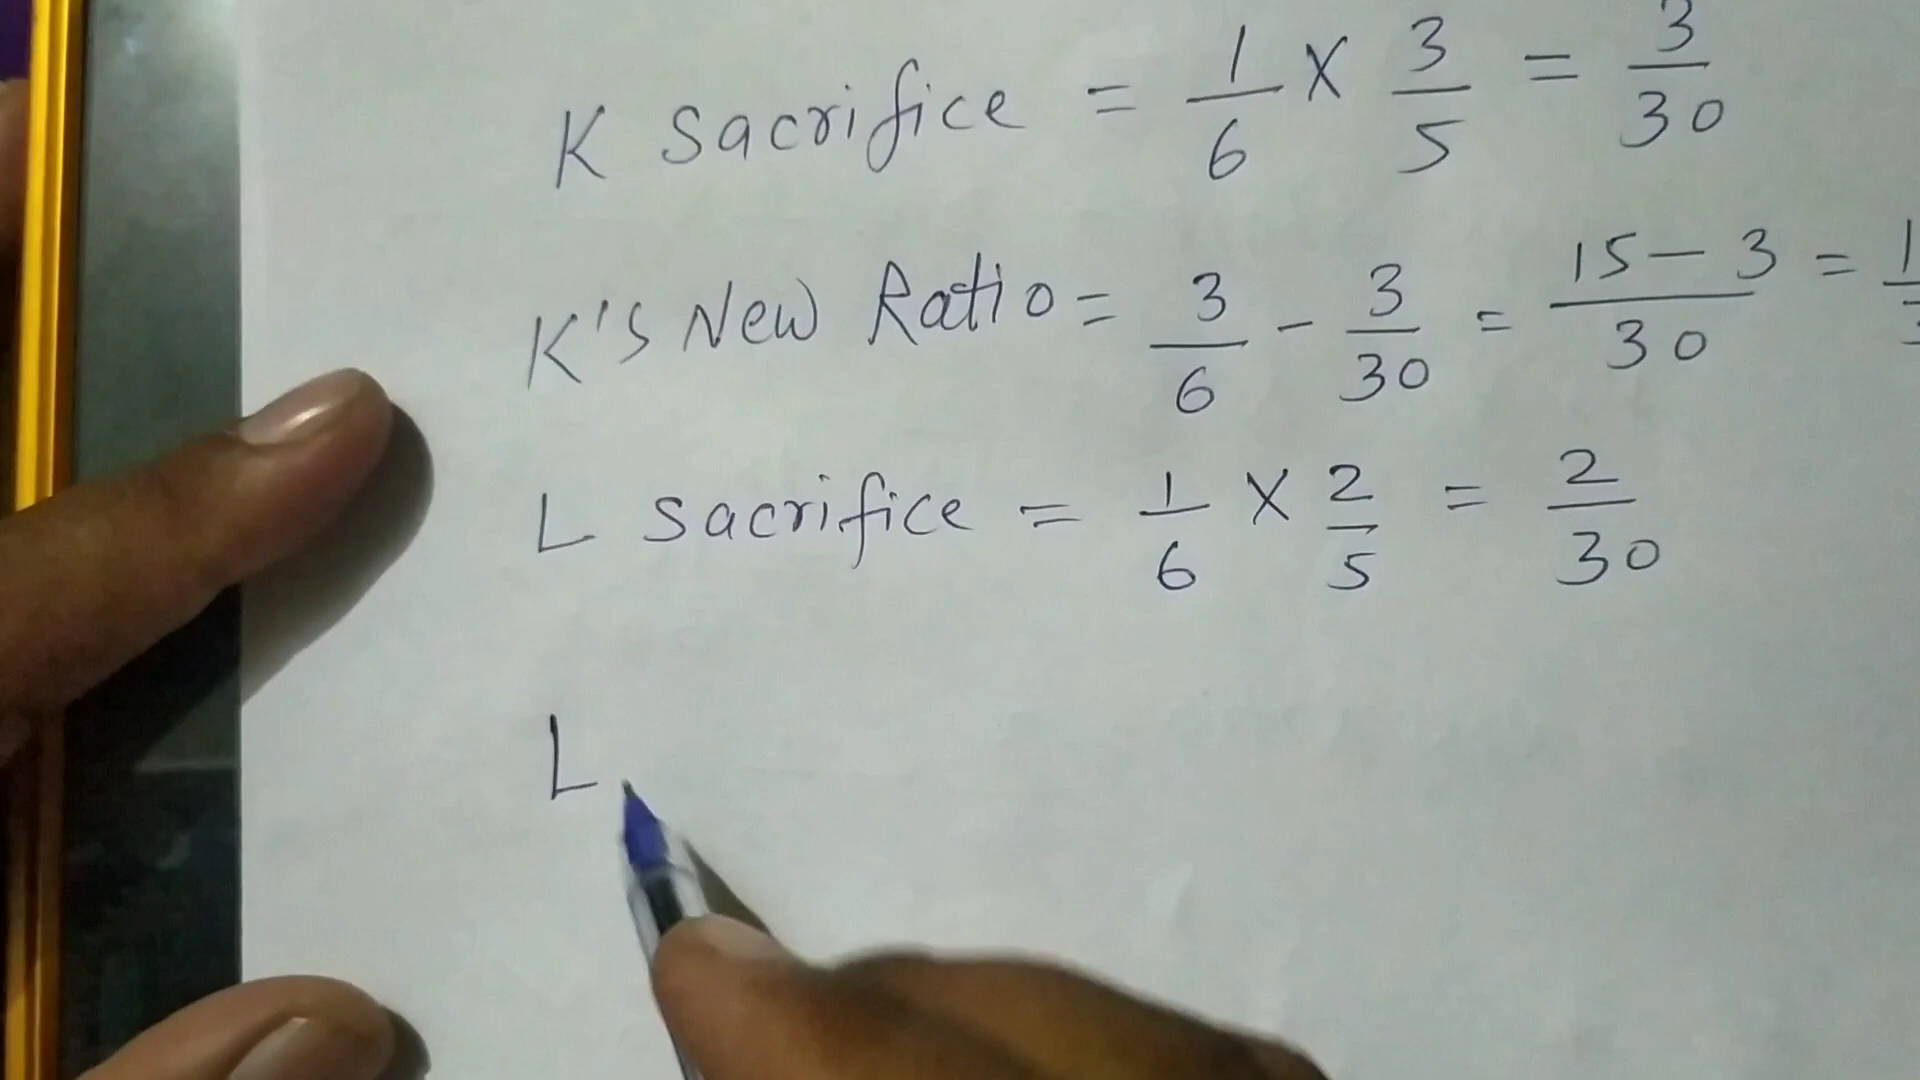 K Sacrifice = 1/6 X 3/5 = 3/30
K's New Ratio = 3/6 - 3/30 = 15-3/30 =
L Sacrifice = 1/6 X 2/5 = 2/30
L